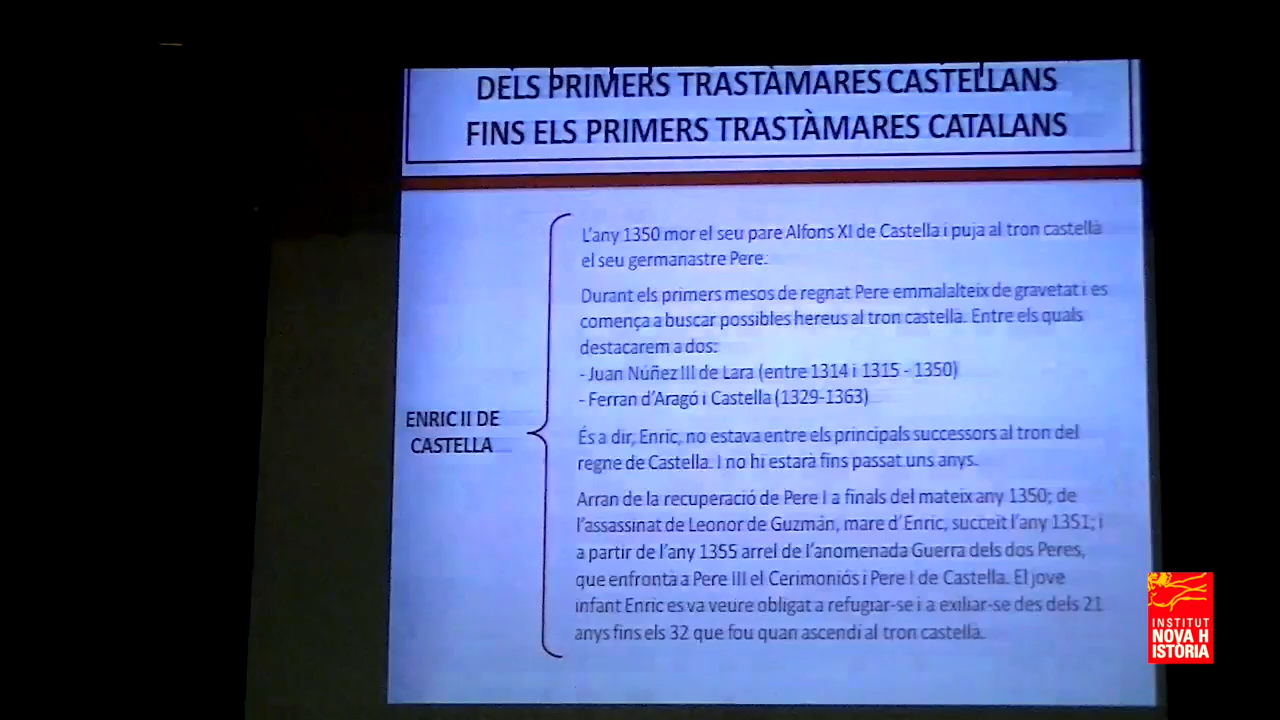 DELS PRIMERS TRASTÀMARES CASTELLANS
FINS ELS PRIMERS TRASTÀMARES CATALANS
L'any 1350 mor el seu pare Alfons XI de Castella i puja al tron castellà
el seu germanastre Pere.
Durant els primers mesos de regnat Pere emmalalteix de gravetat i es
comença a buscar possibles hereus al tron castellà. Entre els quals
destacarem a dos:
- Juan Núñez III de Lara (entre 1314 i 1315 - 1350)
- Ferran d'Aragó i Castella (1329-1363)
ENRIC II DE
CASTELLA
És a dir, Enric, no estava entre els principals successors al tron del
regne de Castella. I no hi estarà fins passat uns anys.
Arran de la recuperació de Pere I a finals del mateix any 1350; de
l'assassinat de Leonor de Guzmán, mare d'Enric, succeït l'any 1351; i
a partir de l'any 1355 arrel de l'anomenada Guerra dels dos Peres,
que enfrontà a Pere III el Cerimoniós i Pere I de Castella. El jove
infant Enric es va veure obligat a refugiar-se i a exiliar-se des dels 21
anys fins els 32 que fou quan ascendí al tron castellà.
INSTITUT
NOVA H
ISTÒRIA